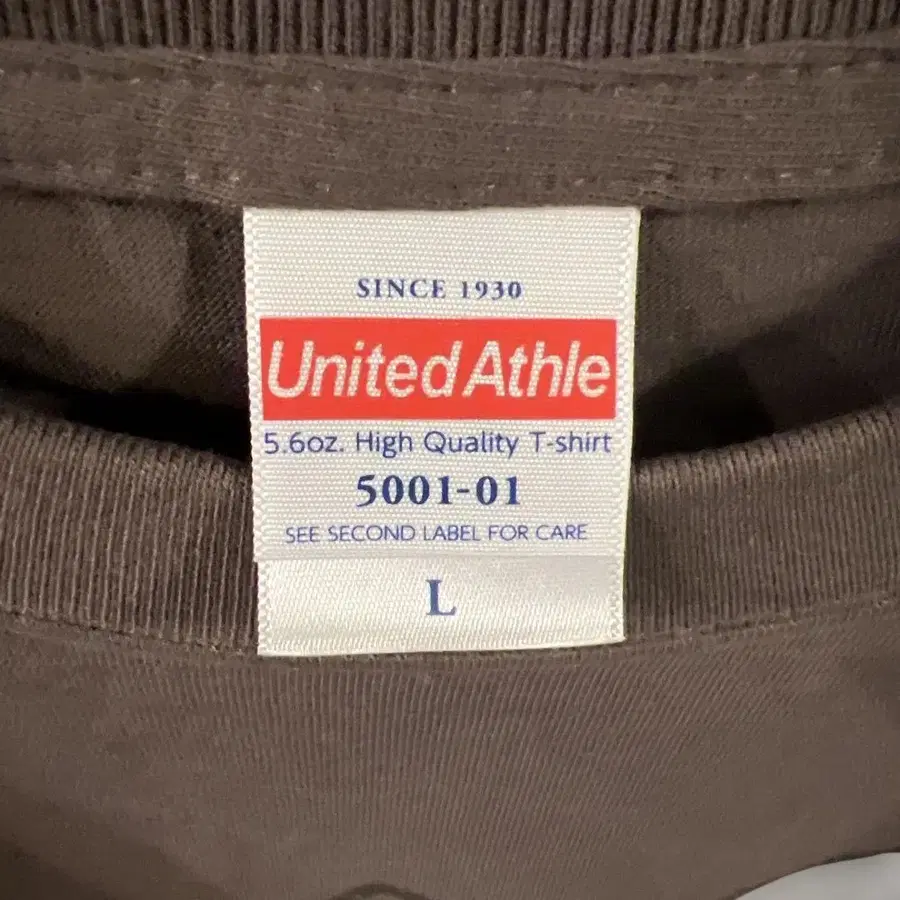 SINCE 1930
United Athle
5.6oz. High Quality T-shirt
5001-01
SEE SECOND LABEL FOR CARE
L